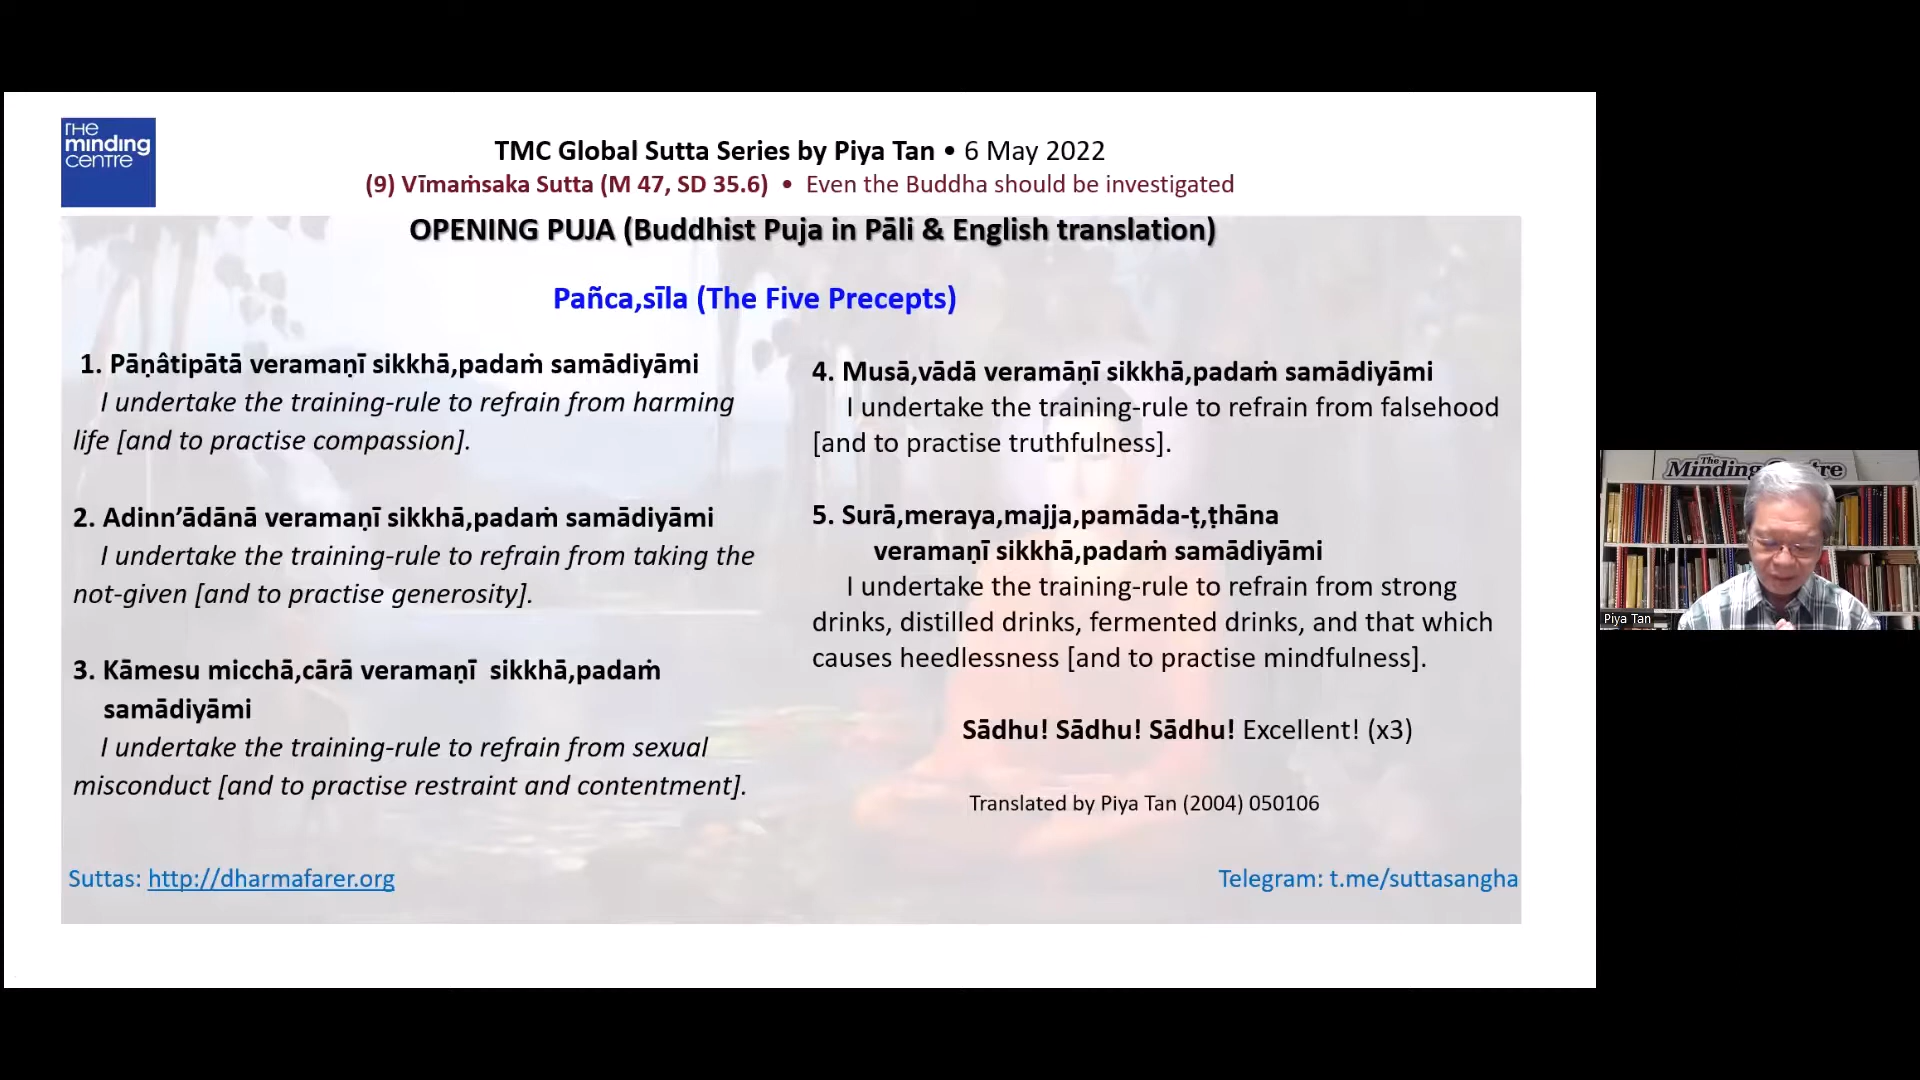 THE
minding
centre
TMC Global Sutta Series by Piya Tan • 6 May 2022
(9) Vīmaṁsaka Sutta (M 47, SD 35.6) • Even the Buddha should be investigated
OPENING PUJA (Buddhist Puja in Pāli & English translation)
Pañca,sīla (The Five Precepts)
1. Pāṇâtipātā veramaṇī sikkhā,padaṁ samādiyāmi
I undertake the training-rule to refrain from harming
life [and to practise compassion].
2. Adinn’ādānā veramaṇī sikkhā,padaṁ samādiyāmi
I undertake the training-rule to refrain from taking the
not-given [and to practise generosity].
3. Kāmesu micchā,cārā veramaṇī sikkhā,padaṁ
samādiyāmi
I undertake the training-rule to refrain from sexual
misconduct [and to practise restraint and contentment].
4. Musā,vādā veramāṇī sikkhā,padaṁ samādiyāmi
I undertake the training-rule to refrain from falsehood
[and to practise truthfulness].
5. Surā,meraya,majja,pamāda-ṭ,ṭhāna
veramaṇī sikkhā,padaṁ samādiyāmi
I undertake the training-rule to refrain from strong
drinks, distilled drinks, fermented drinks, and that which
causes heedlessness [and to practise mindfulness].
Sādhu! Sādhu! Sādhu! Excellent! (x3)
Translated by Piya Tan (2004) 050106
Suttas: http://dharmafarer.org
Telegram: t.me/suttasangha
The
Minding Centre
Piya Tan